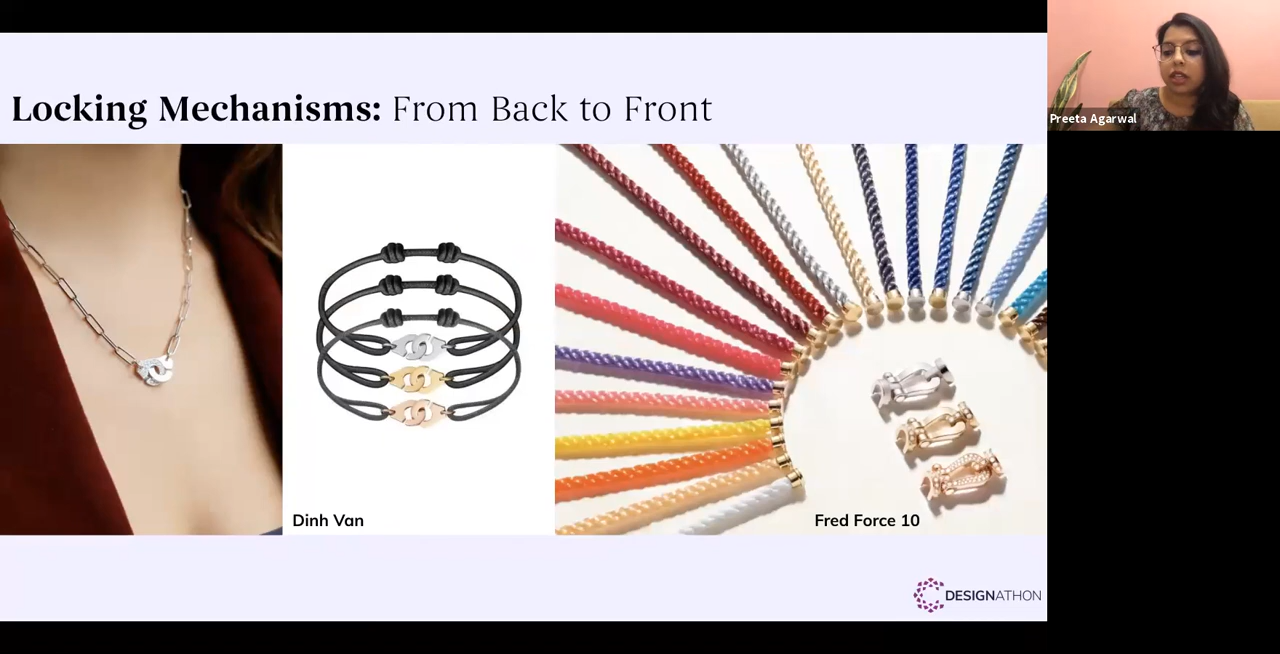 Locking Mechanisms: From Back to Front
Preeta Agarwal
Dinh Van
Fred Force 10
DESIGNATHON